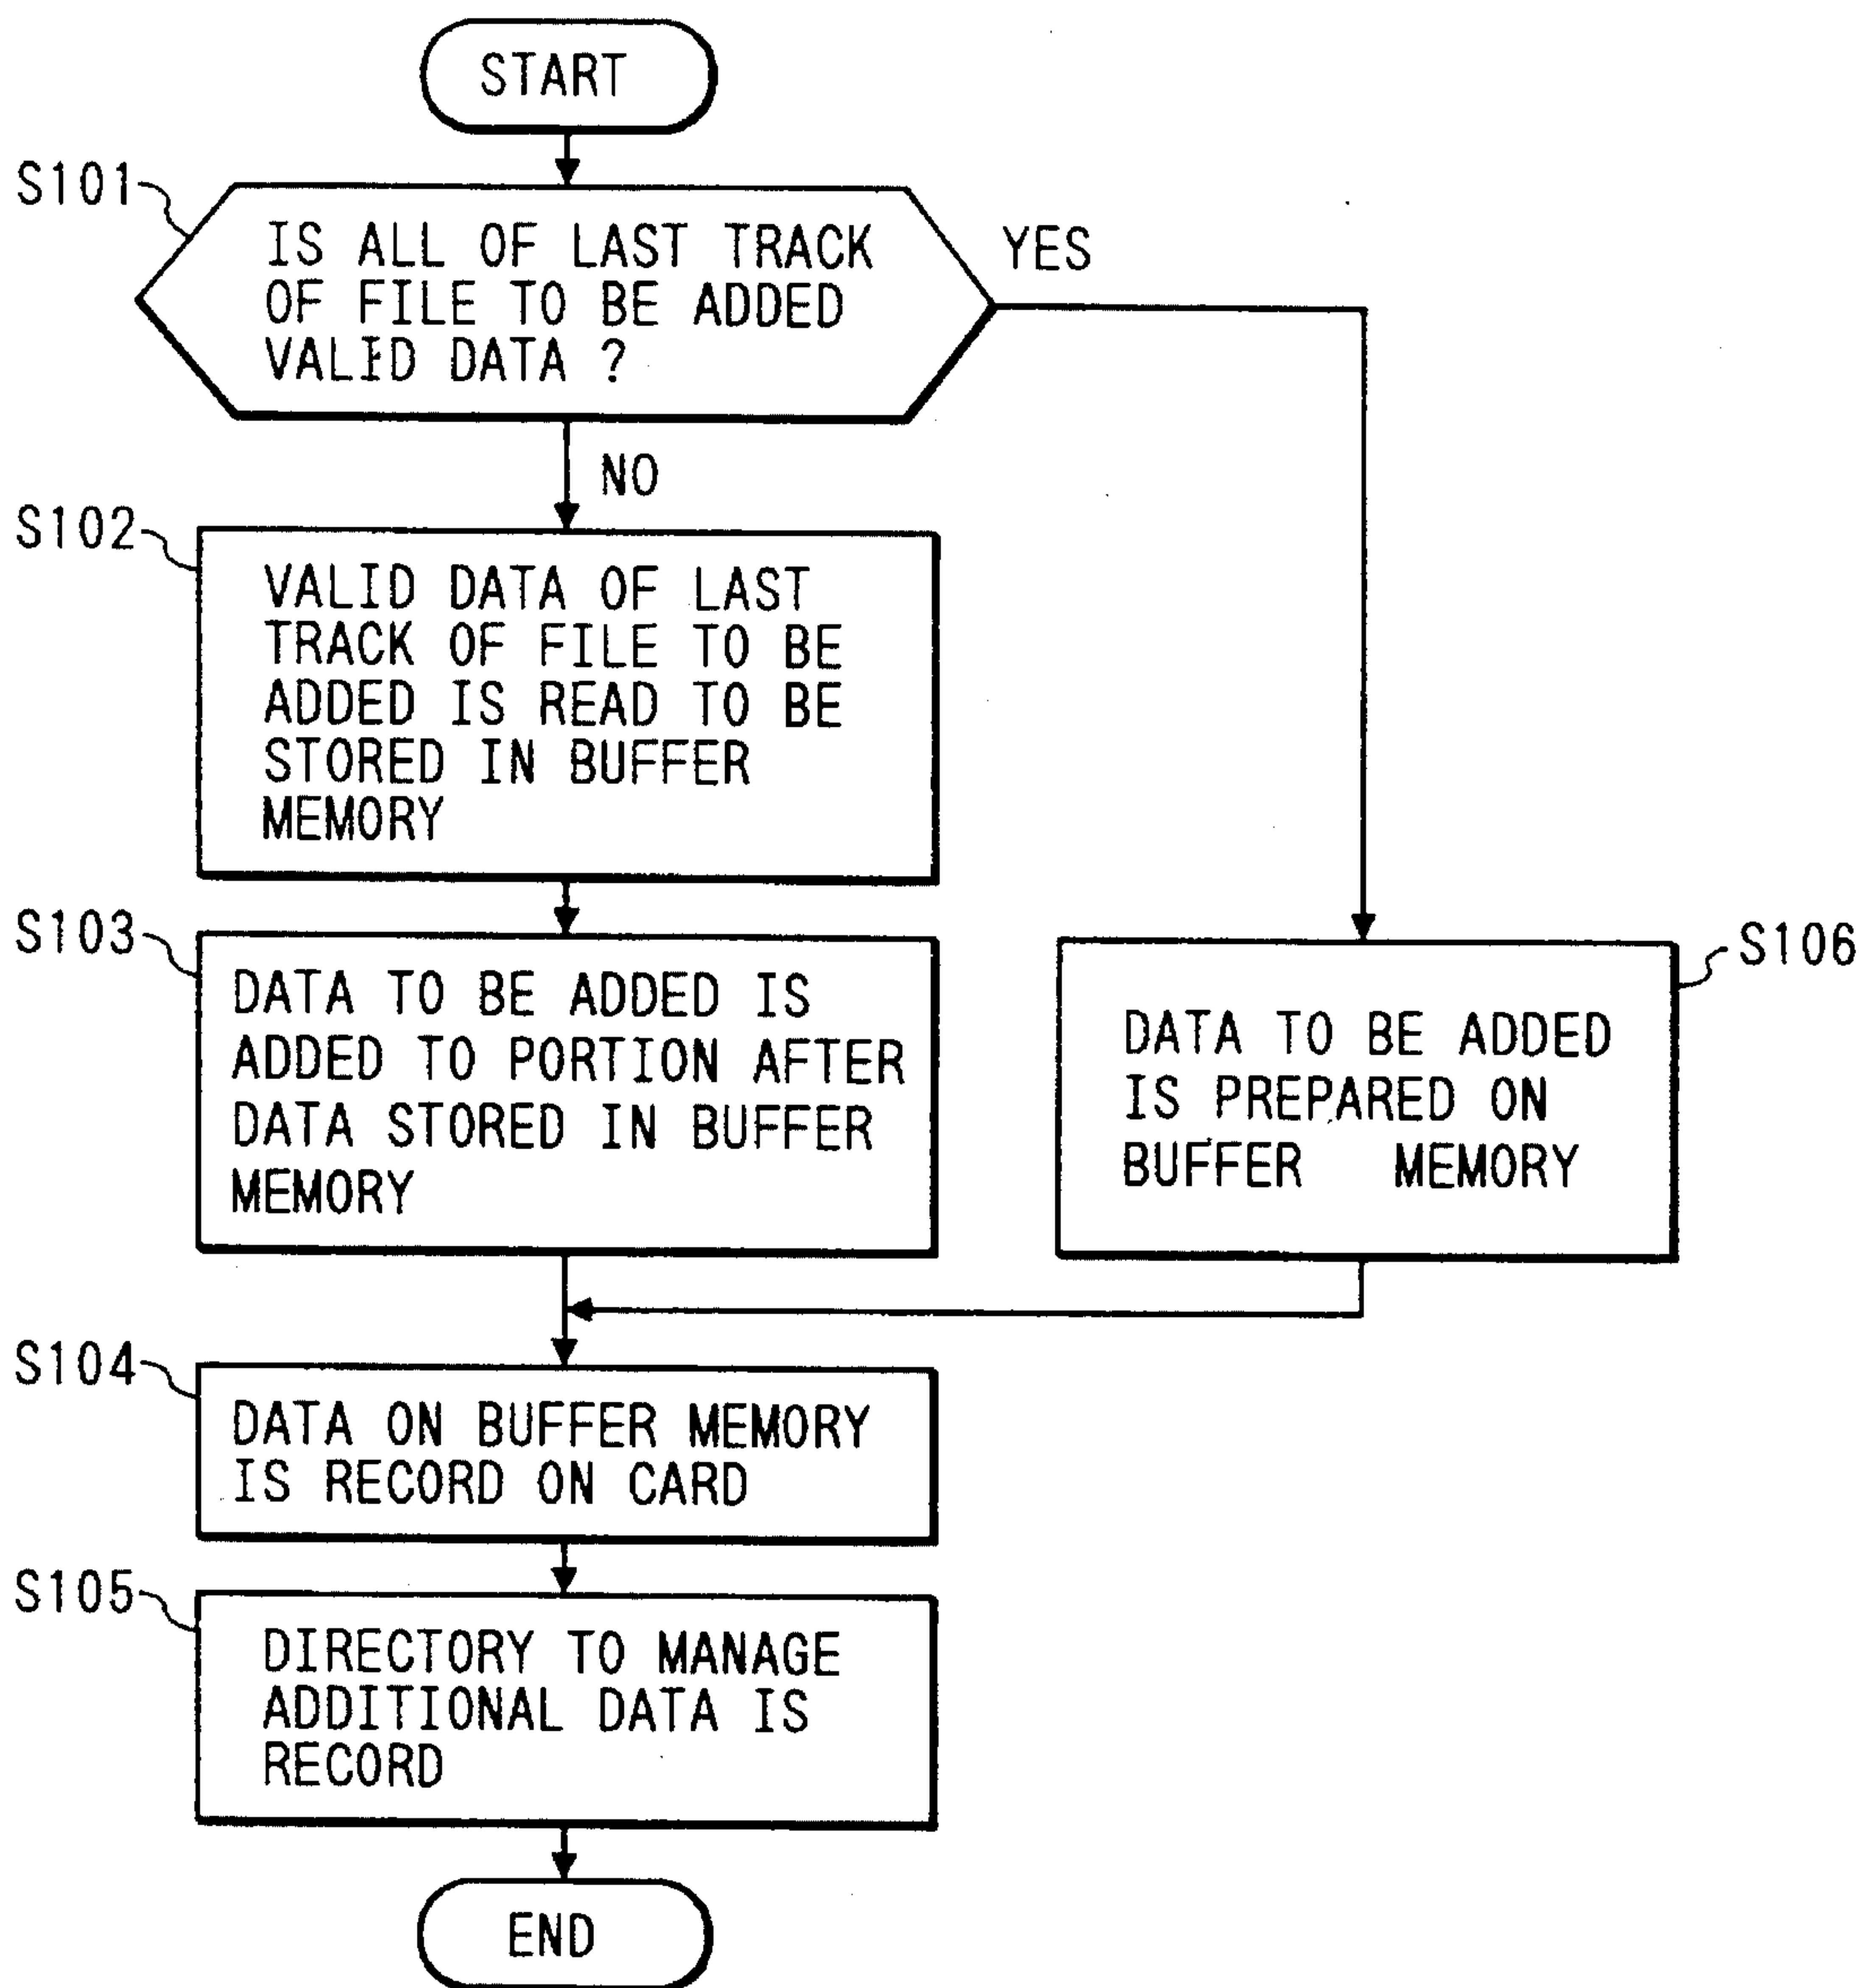 START
S101
IS ALL OF LAST TRACK
OF FILE TO BE ADDED
VALID DATA ?
YES
NO
S102
VALID DATA OF LAST
TRACK OF FILE TO BE
ADDED IS READ TO BE
STORED IN BUFFER
MEMORY
S103
DATA TO BE ADDED IS
ADDED TO PORTION AFTER
DATA STORED IN BUFFER
MEMORY
S106
DATA TO BE ADDED
IS PREPARED ON
BUFFER MEMORY
S104
DATA ON BUFFER MEMORY
IS RECORD ON CARD
S105
DIRECTORY TO MANAGE
ADDITIONAL DATA IS
RECORD
END